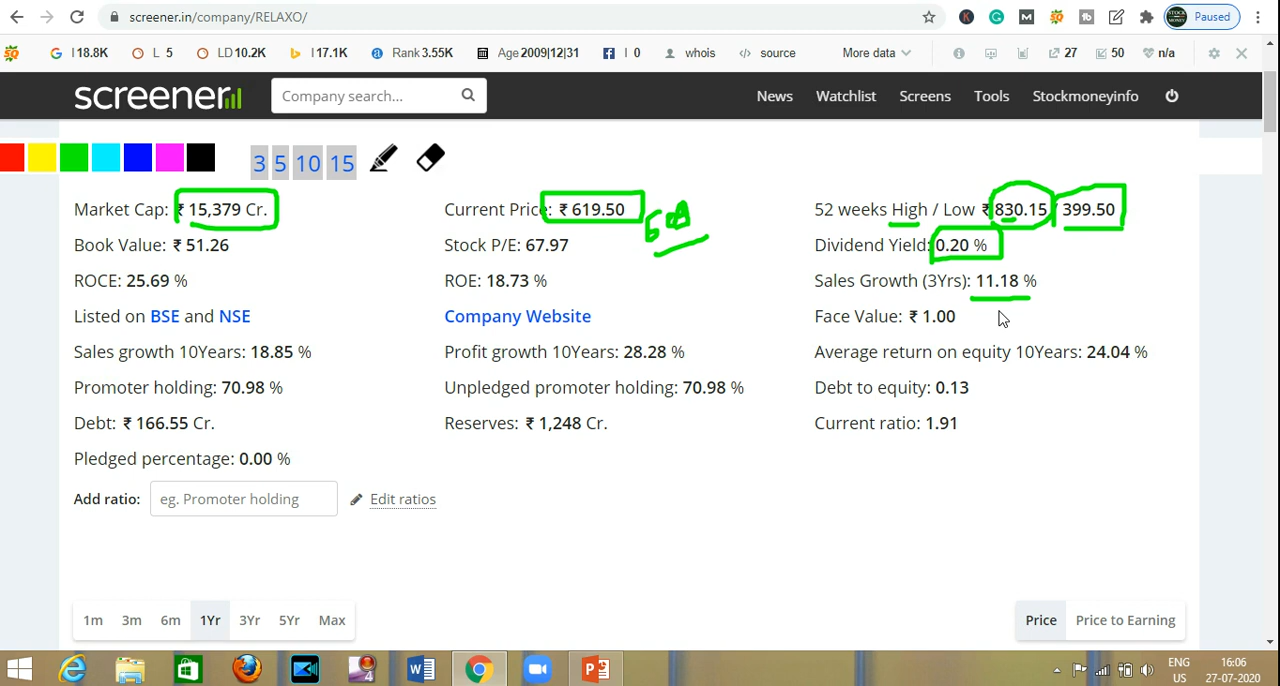 screener.in/company/RELAXO/
Paused
I 18.8K L 5 LD 10.2K I 17.1K Rank 3.55K Age 2009|12|31 I 0 whois source More data 27 50 n/a
screener Company search... News Watchlist Screens Tools Stockmoneyinfo
3 5 10 15
Market Cap: ₹ 15,379 Cr. Current Price: ₹ 619.50 52 weeks High / Low ₹ 830.15 / 399.50
Book Value: ₹ 51.26 Stock P/E: 67.97 Dividend Yield: 0.20 %
ROCE: 25.69 % ROE: 18.73 % Sales Growth (3Yrs): 11.18 %
Listed on BSE and NSE Company Website Face Value: ₹ 1.00
Sales growth 10Years: 18.85 % Profit growth 10Years: 28.28 % Average return on equity 10Years: 24.04 %
Promoter holding: 70.98 % Unpledged promoter holding: 70.98 % Debt to equity: 0.13
Debt: ₹ 166.55 Cr. Reserves: ₹ 1,248 Cr. Current ratio: 1.91
Pledged percentage: 0.00 %
Add ratio: eg. Promoter holding Edit ratios
1m 3m 6m 1Yr 3Yr 5Yr Max Price Price to Earning
ENG 16:06
US 27-07-2020